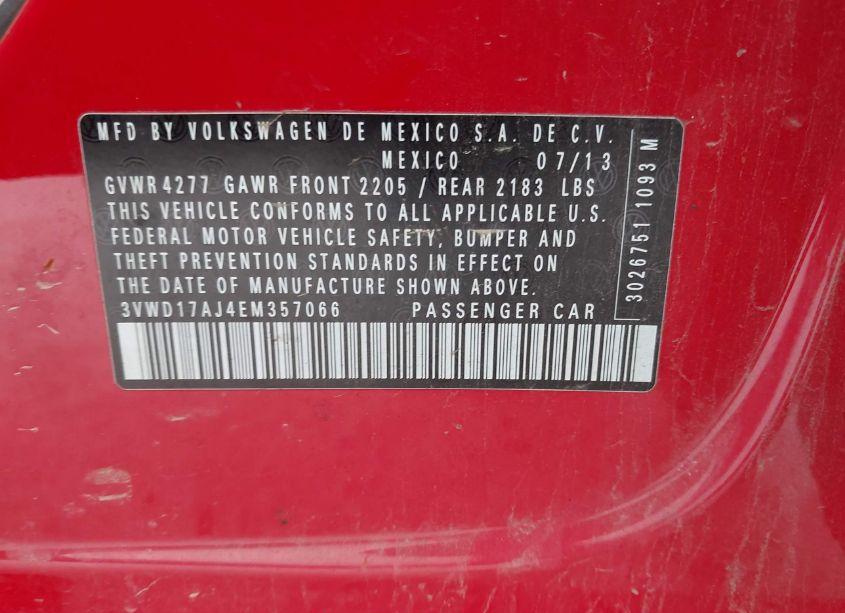 MFD BY VOLKSWAGEN DE MEXICO S.A. DE C.V.
MEXICO 07/13
GVWR 4277 GAWR FRONT 2205 / REAR 2183 LBS
THIS VEHICLE CONFORMS TO ALL APPLICABLE U.S.
FEDERAL MOTOR VEHICLE SAFETY, BUMPER AND
THEFT PREVENTION STANDARDS IN EFFECT ON
THE DATE OF MANUFACTURE SHOWN ABOVE.
3VWD17AJ4EM357066 PASSENGER CAR
3026751 1093 M